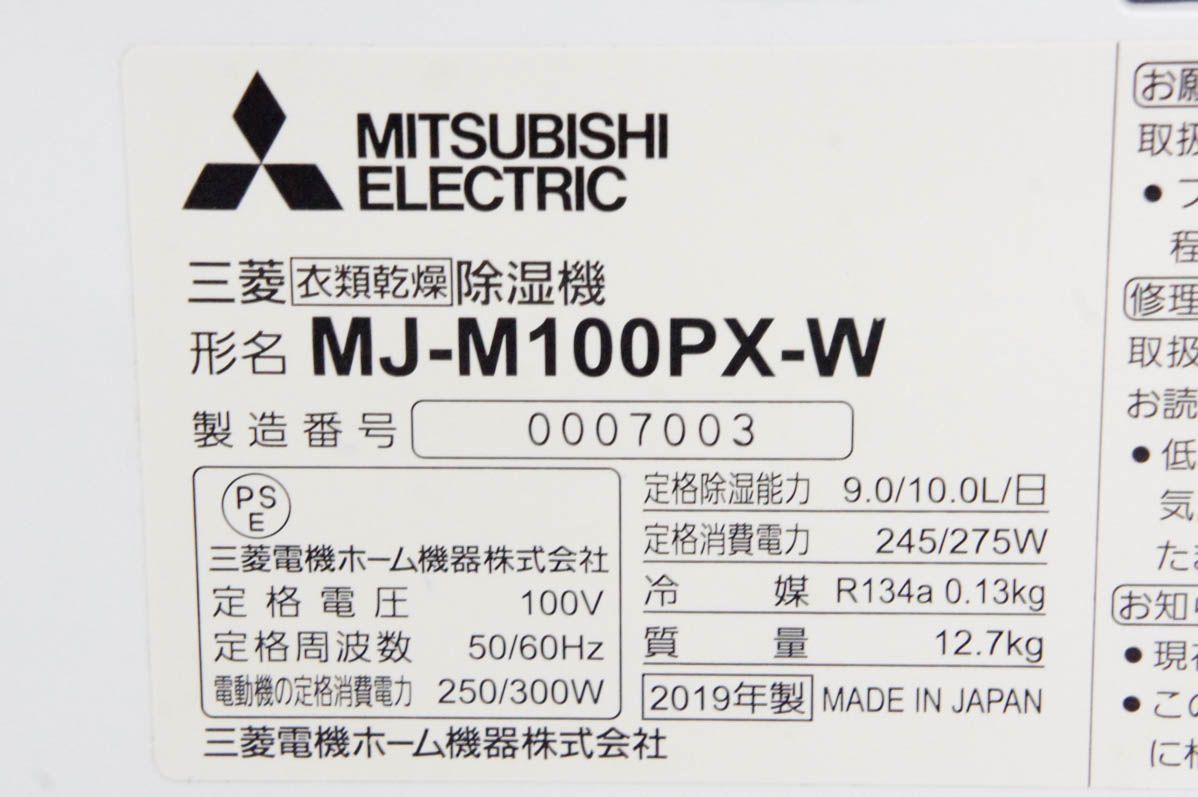 MITSUBISHI
ELECTRIC
三菱 衣類乾燥 除湿機
形名 MJ-M100PX-W
製造番号 0007003
PS
E
三菱電機ホーム機器株式会社
定格電圧 100V
定格周波数 50/60Hz
電動機の定格消費電力 250/300W
三菱電機ホーム機器株式会社
定格除湿能力 9.0/10.0L/日
定格消費電力 245/275W
冷媒 R134a 0.13kg
質量 12.7kg
2019年製 MADE IN JAPAN
お願
取扱
●
程
修理
取扱
お読
● 低
気
た
お知ら
● 現
● この
に